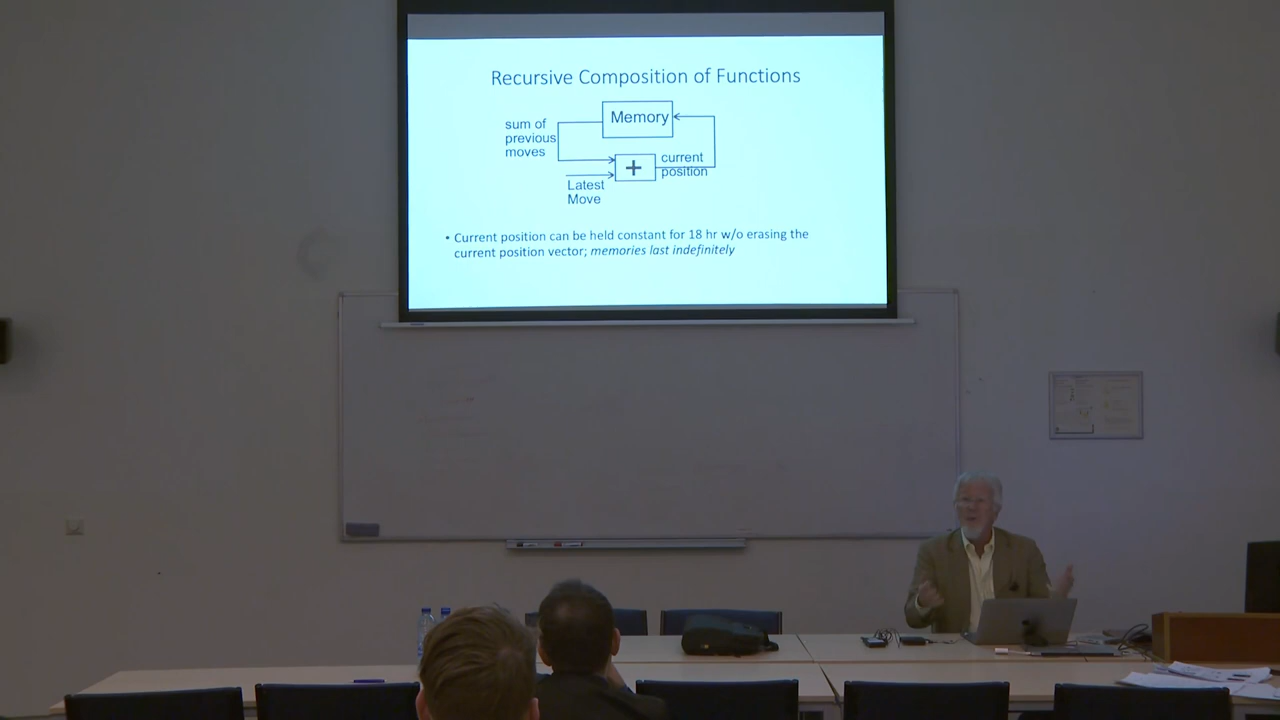 Recursive Composition of Functions
Memory
sum of
previous
moves
+
current
position
Latest
Move
• Current position can be held constant for 18 hr w/o erasing the
current position vector; memories last indefinitely